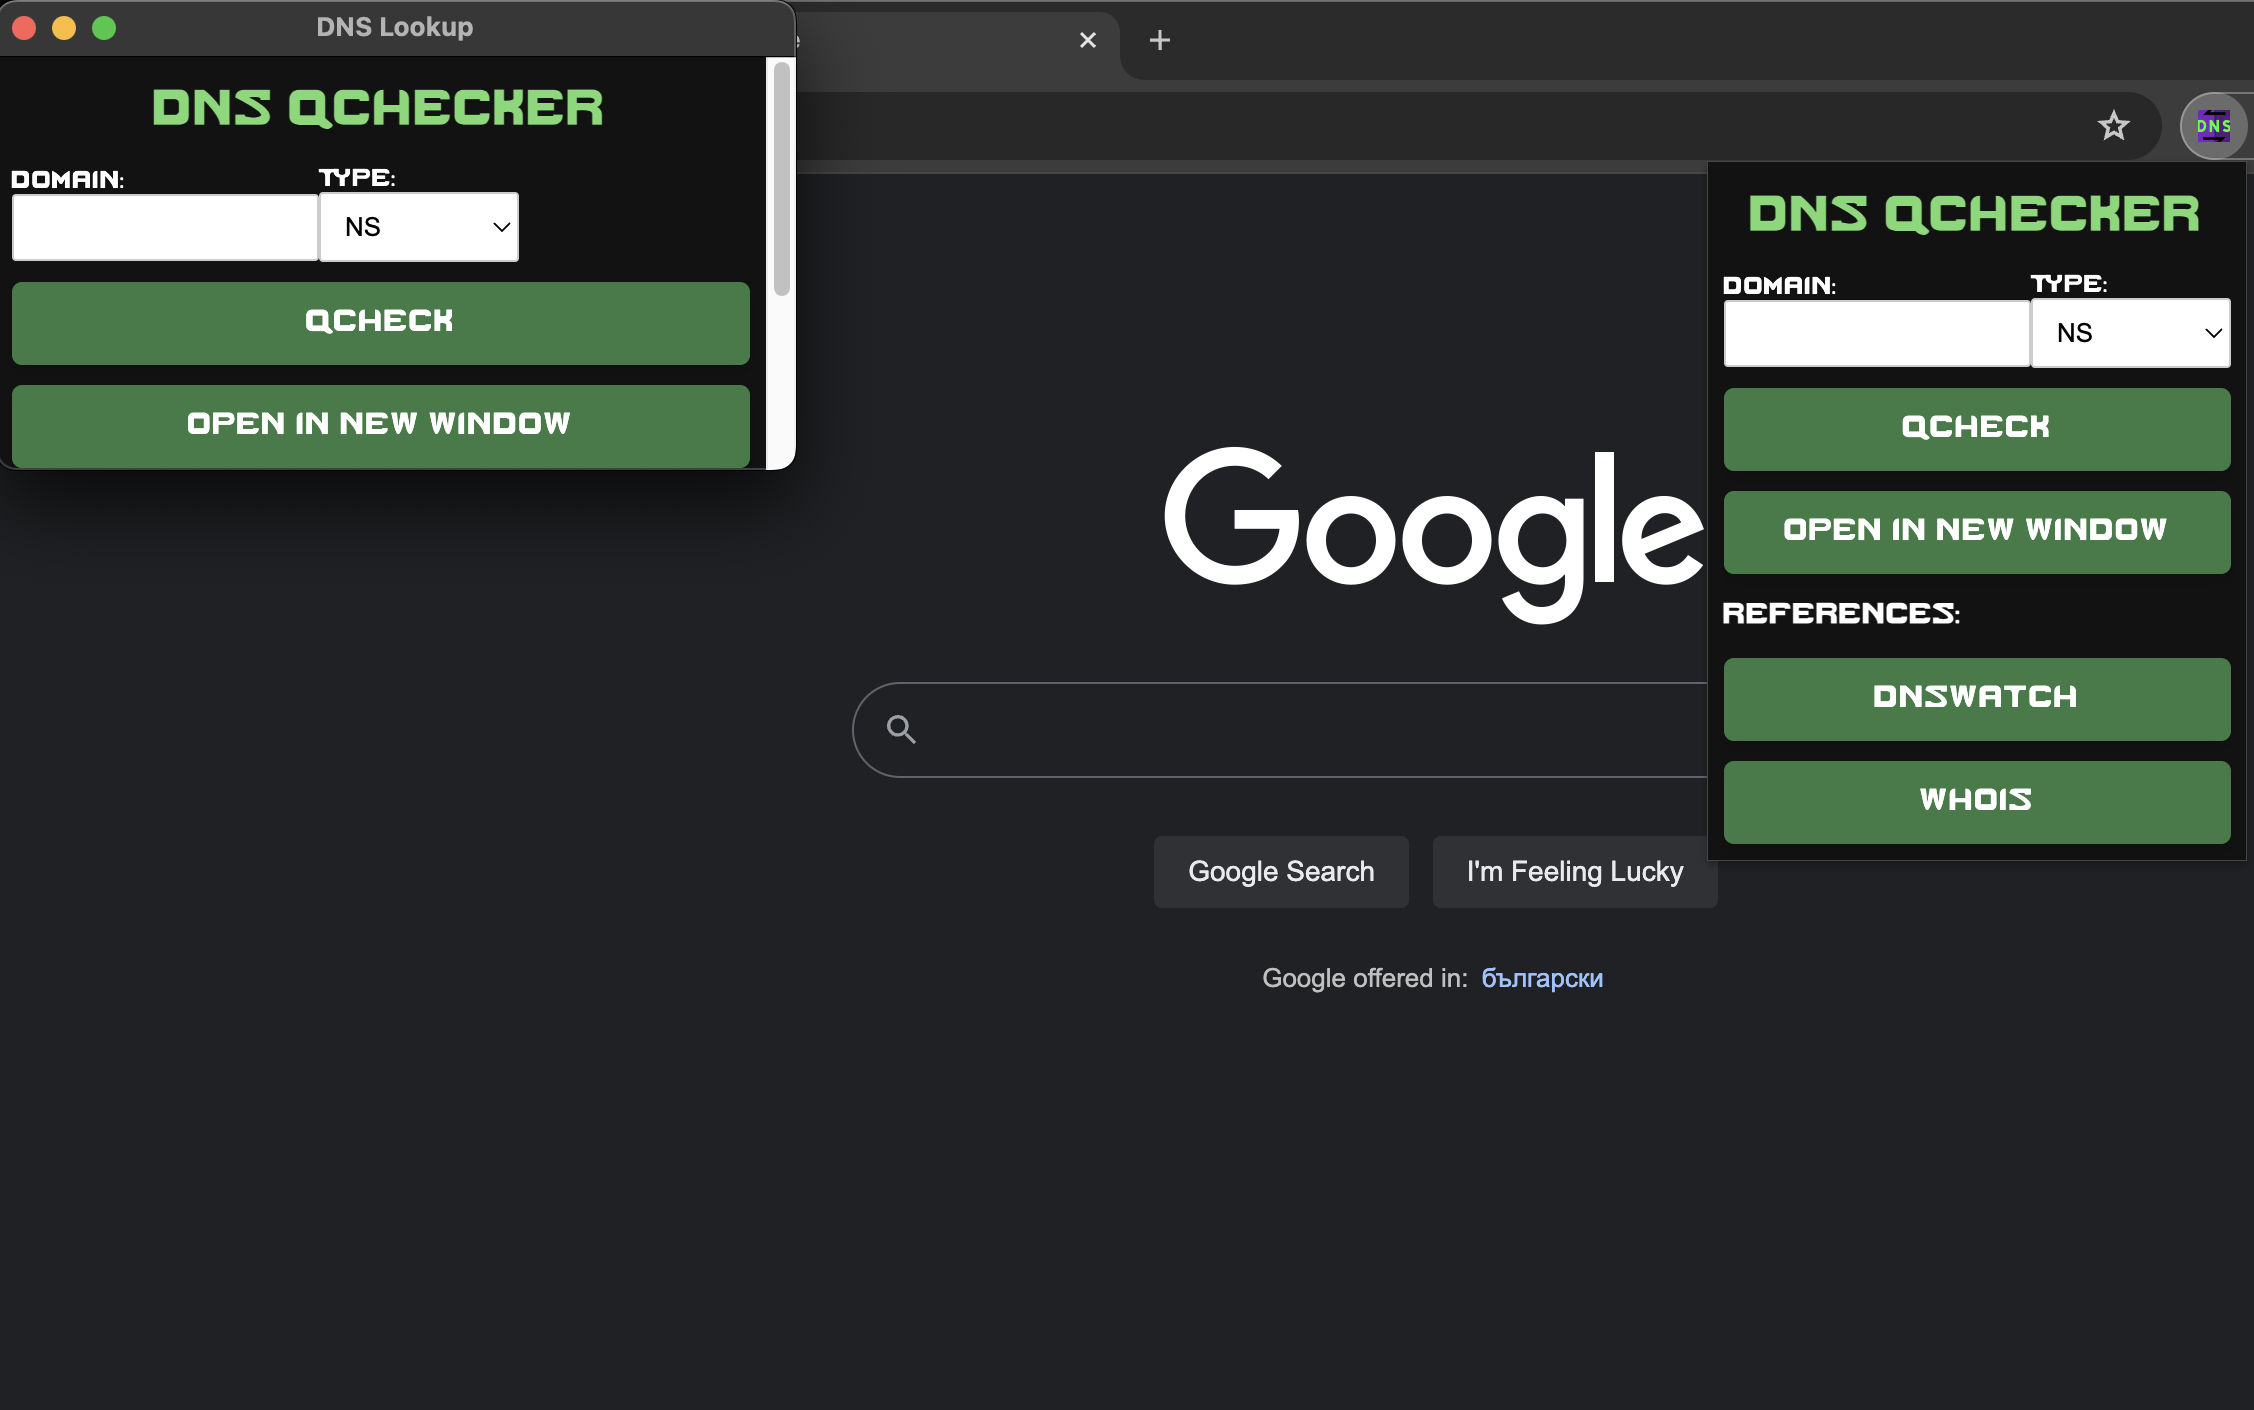 DNS Lookup
DNS QCHECKER
DOMAIN:
TYPE:
NS
QCHECK
OPEN IN NEW WINDOW
DNS
DNS QCHECKER
DOMAIN:
TYPE:
NS
QCHECK
OPEN IN NEW WINDOW
REFERENCES:
DNSWATCH
WHOIS
Google
Google Search
I'm Feeling Lucky
Google offered in: български